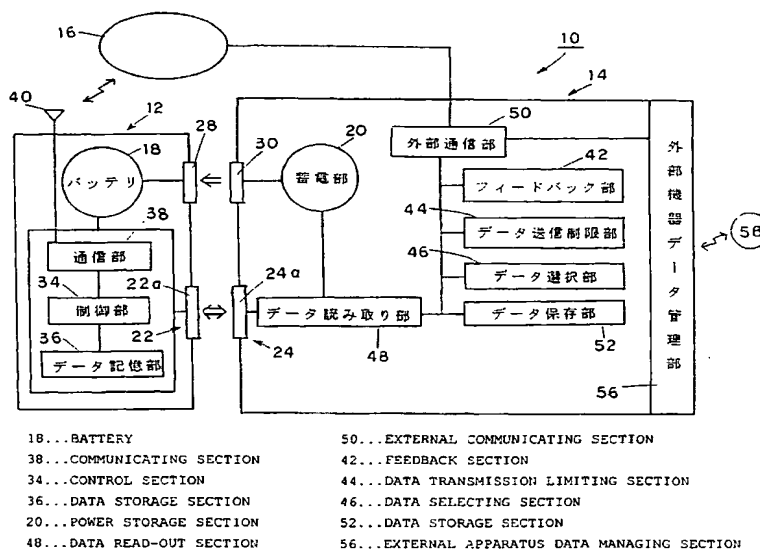 16
10
14
40
12
50
18
28
30
20
外部通信部
42
バッテリ
蓄電部
フィードバック部
38
44
データ送信制限部
58
通信部
24a
46
34
22a
データ選択部
制御部
データ読み取り部
データ保存部
36
22
24
48
52
データ記憶部
56
外部機器データ管理部
18...BATTERY
38...COMMUNICATING SECTION
34...CONTROL SECTION
36...DATA STORAGE SECTION
20...POWER STORAGE SECTION
48...DATA READ-OUT SECTION
50...EXTERNAL COMMUNICATING SECTION
42...FEEDBACK SECTION
44...DATA TRANSMISSION LIMITING SECTION
46...DATA SELECTING SECTION
52...DATA STORAGE SECTION
56...EXTERNAL APPARATUS DATA MANAGING SECTION